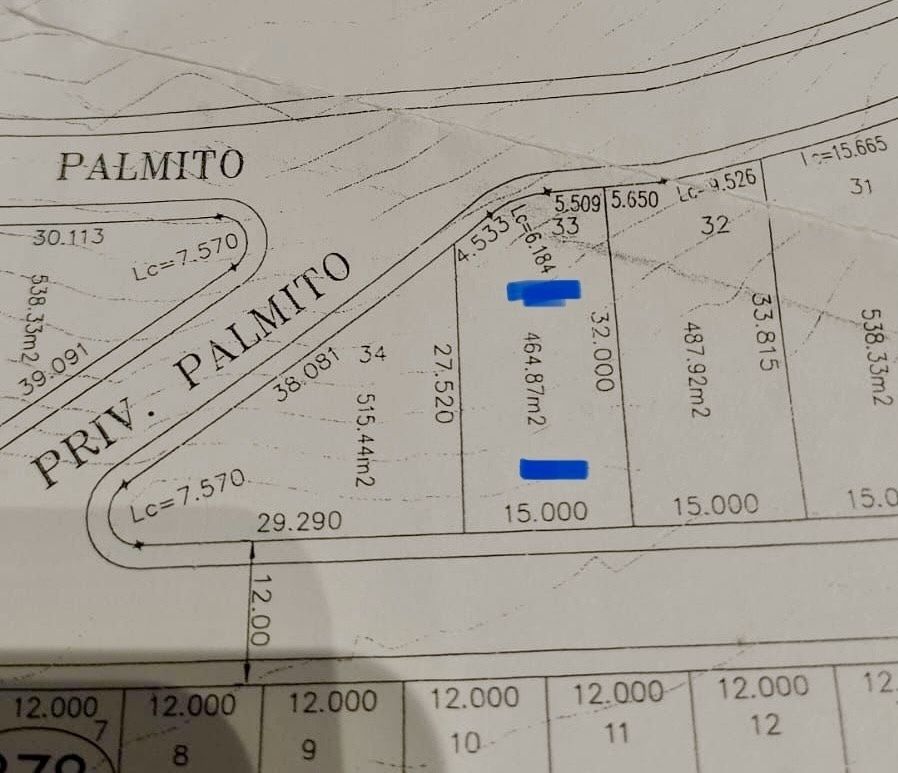 PALMITO
30.113
Lc=7.570
538.33m2
39.091
PRIV. PALMITO
38.081
34
515.44m2
Lc=7.570
29.290
27.520
4.533
Lc=6.184
5.509
33
464.87m2
15.000
32.000
5.650
Lc=9.526
32
487.92m2
15.000
33.815
Lc=15.665
31
538.33m2
15.0
12.00
12.000
7
12.000
8
12.000
9
12.000
10
12.000
11
12.000
12
12.